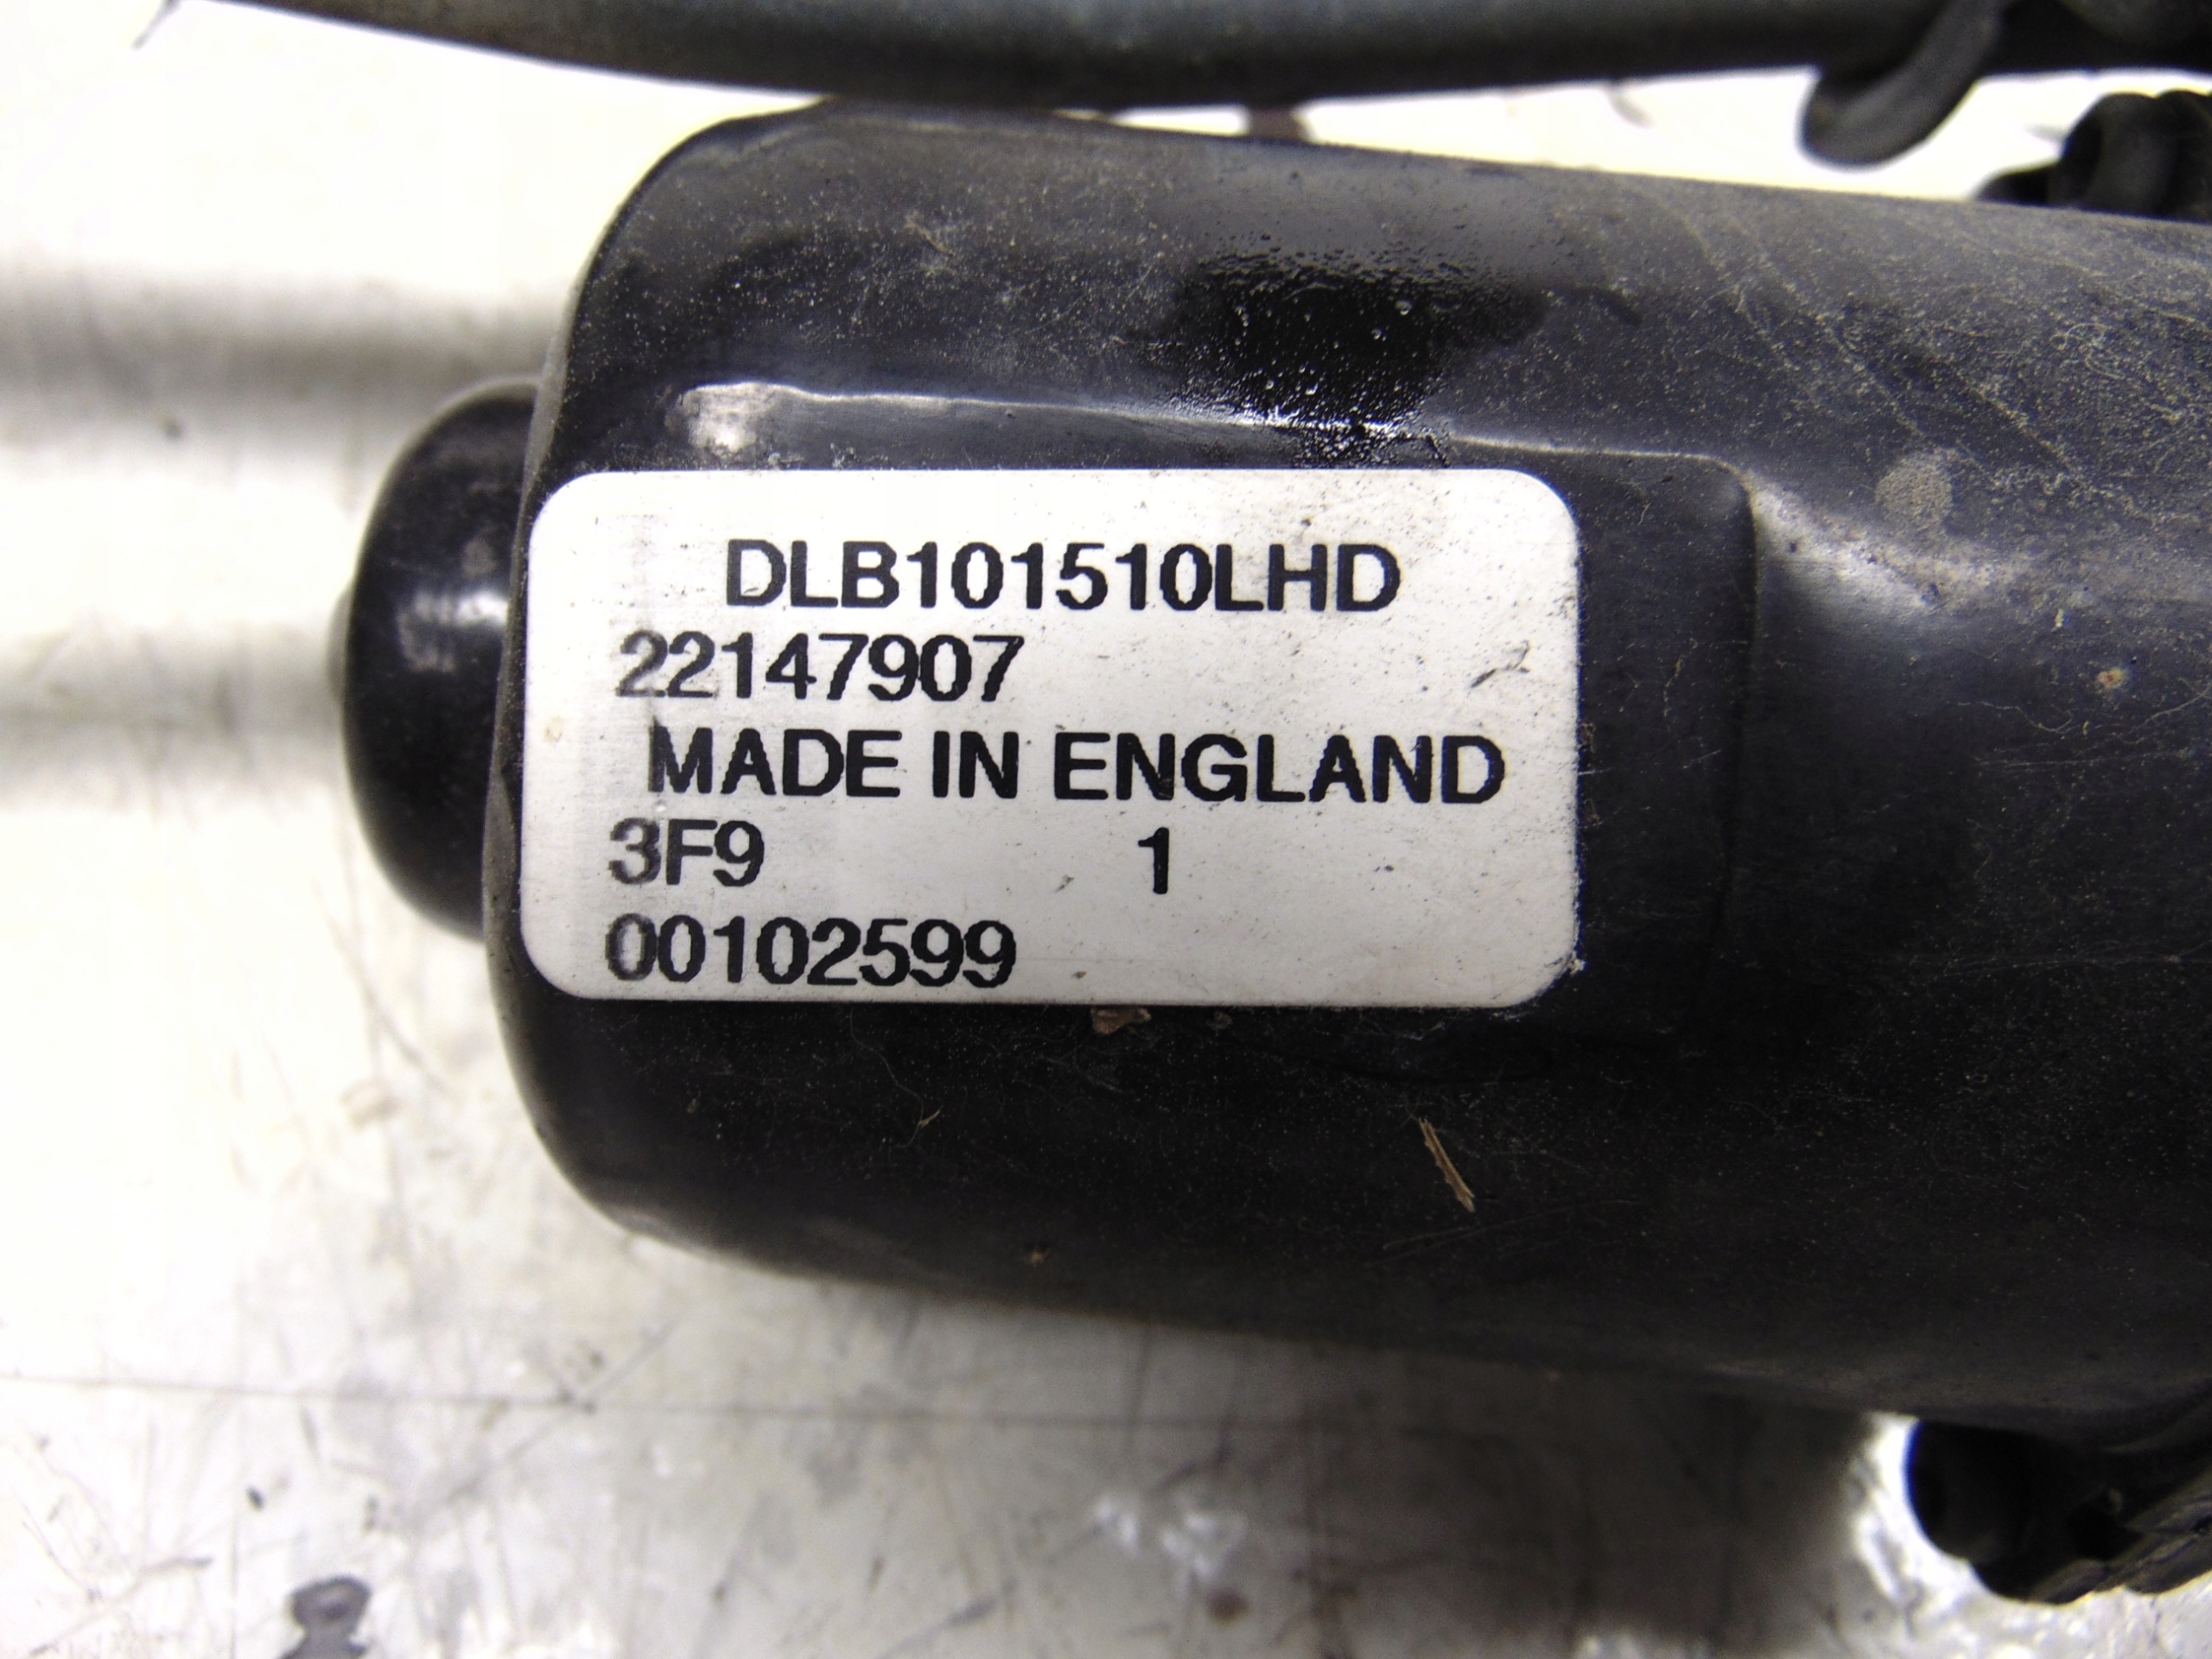 DLB101510LHD
22147907
MADE IN ENGLAND
3F9 1
00102599